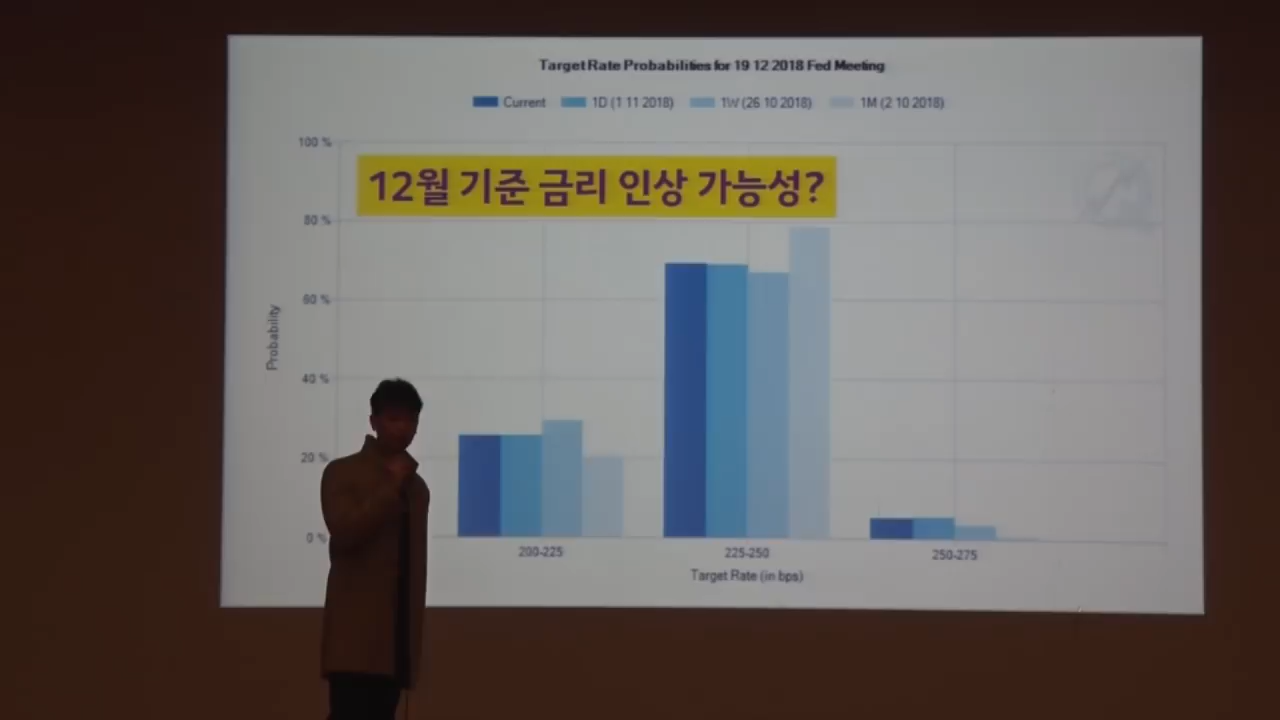 Target Rate Probabilities for 19 12 2018 Fed Meeting
Current 1D (1 11 2018) 1W (26 10 2018) 1M (2 10 2018)
100 %
12월 기준 금리 인상 가능성?
80 %
60 %
Probability
40 %
20 %
0 %
200-225 225-250 250-275
Target Rate (in bps)